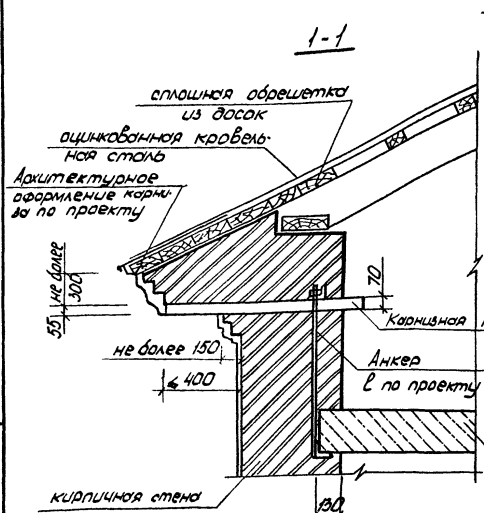 1-1
сплошная обрешетка
из досок
оцинкованная кровель-
ная сталь
Архитектурное
оформление карни-
за по проекту
не более
300
55
70
Карнизная
не более 150
≤ 400
Анкер
ℓ по проекту
кирпичная стена
130